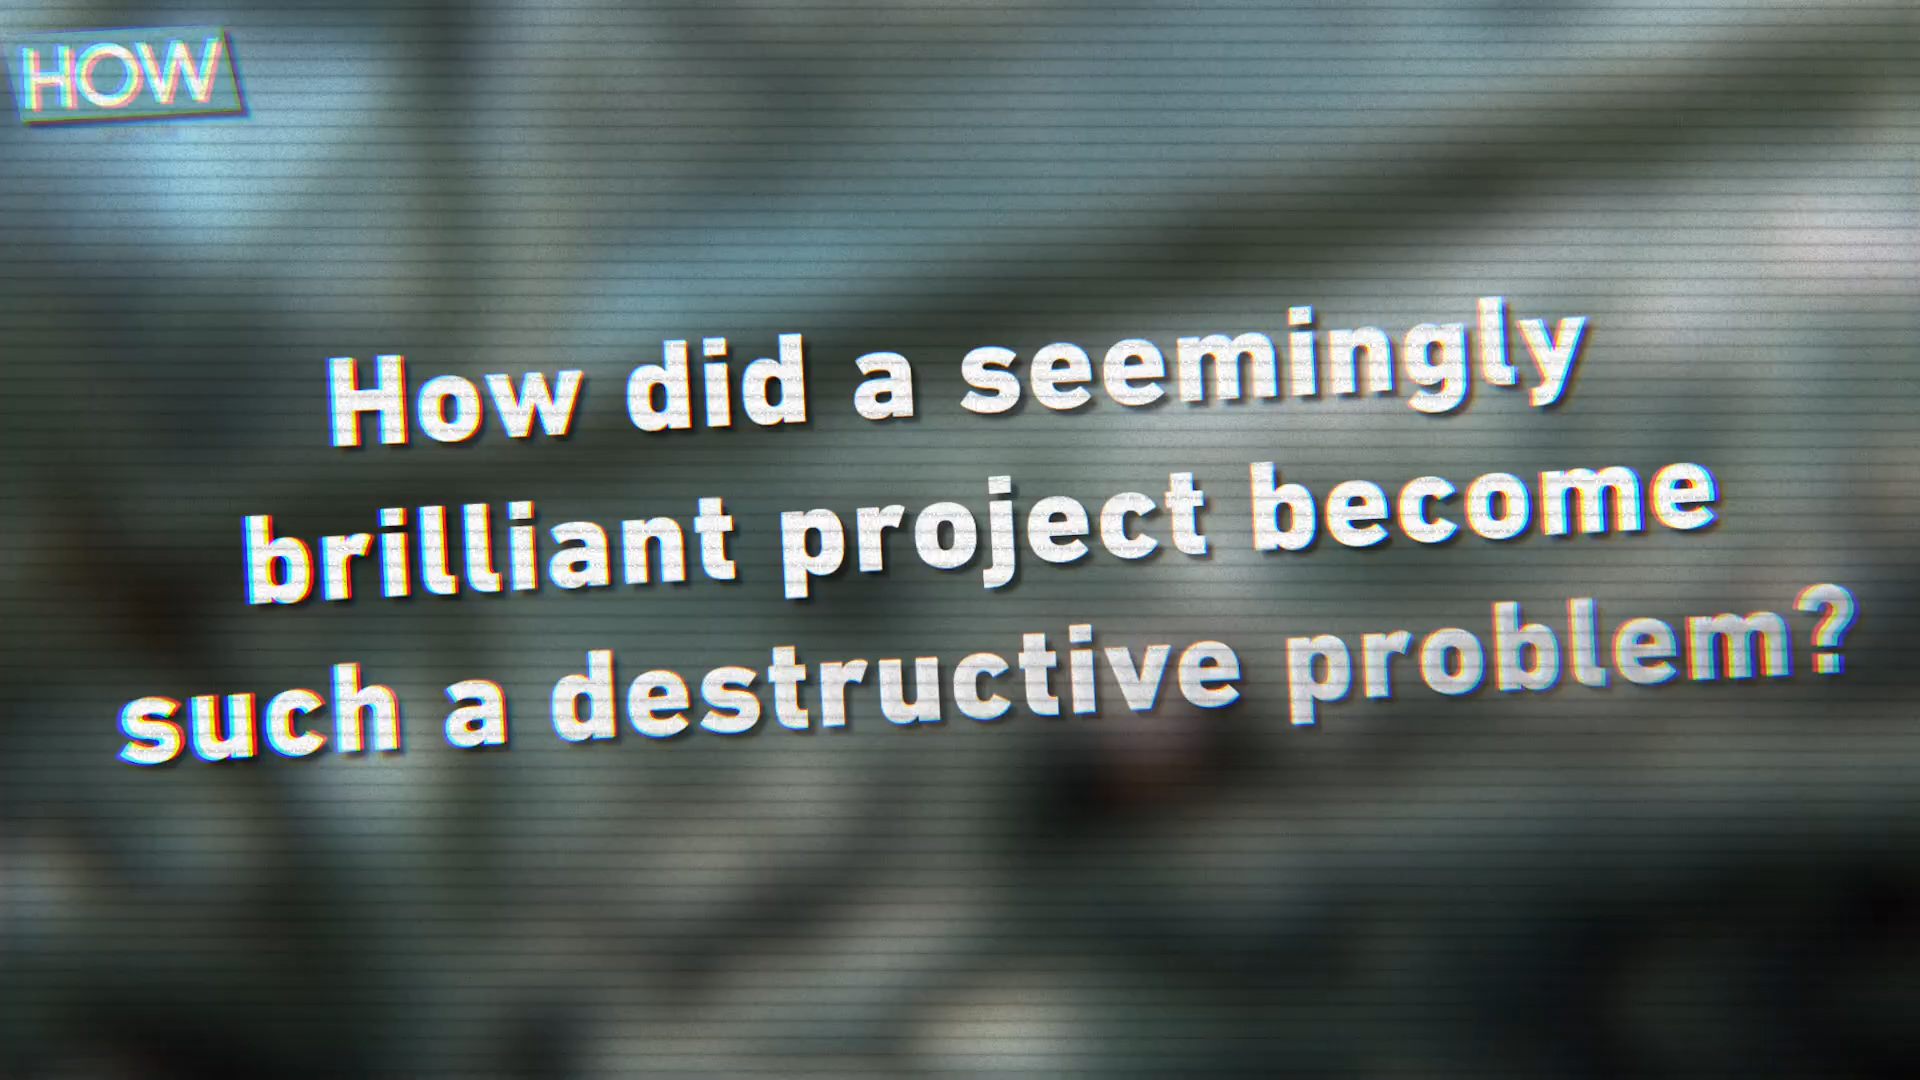 HOW
How did a seemingly
brilliant project become
such a destructive problem?